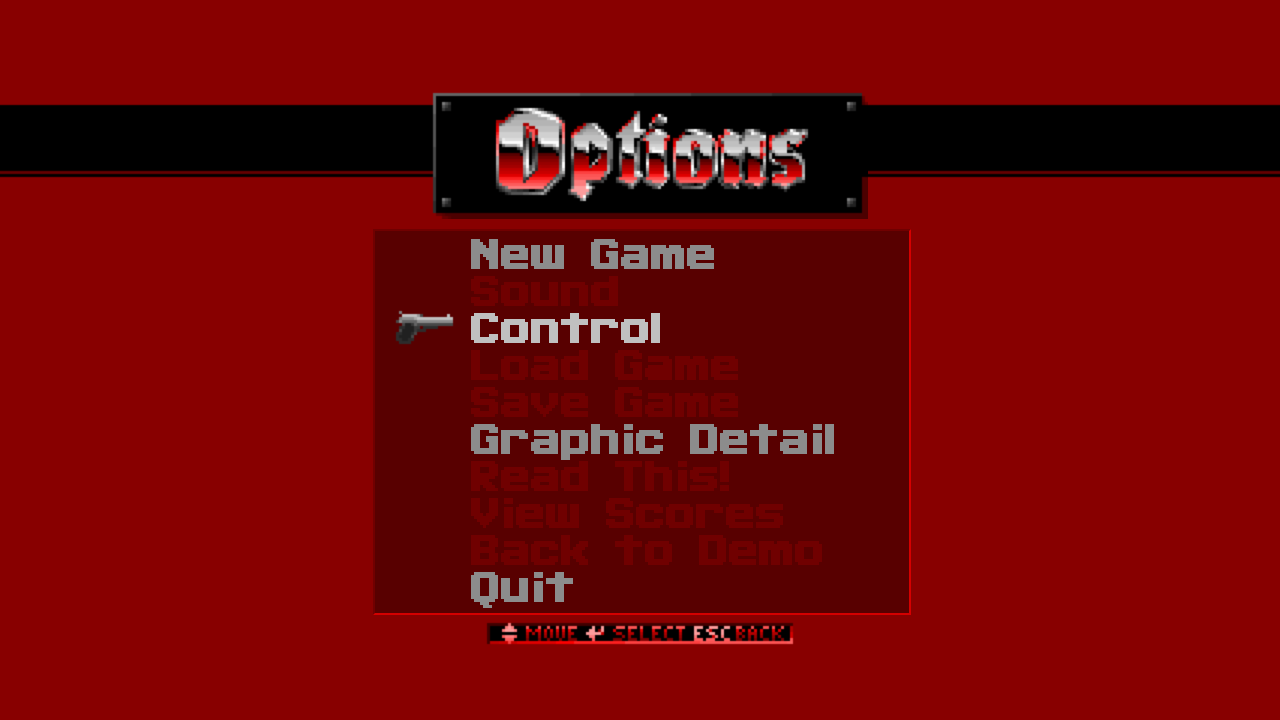 Options
New Game
Sound
Control
Load Game
Save Game
Graphic Detail
Read This!
View Scores
Back to Demo
Quit
MOVE SELECT ESC BACK